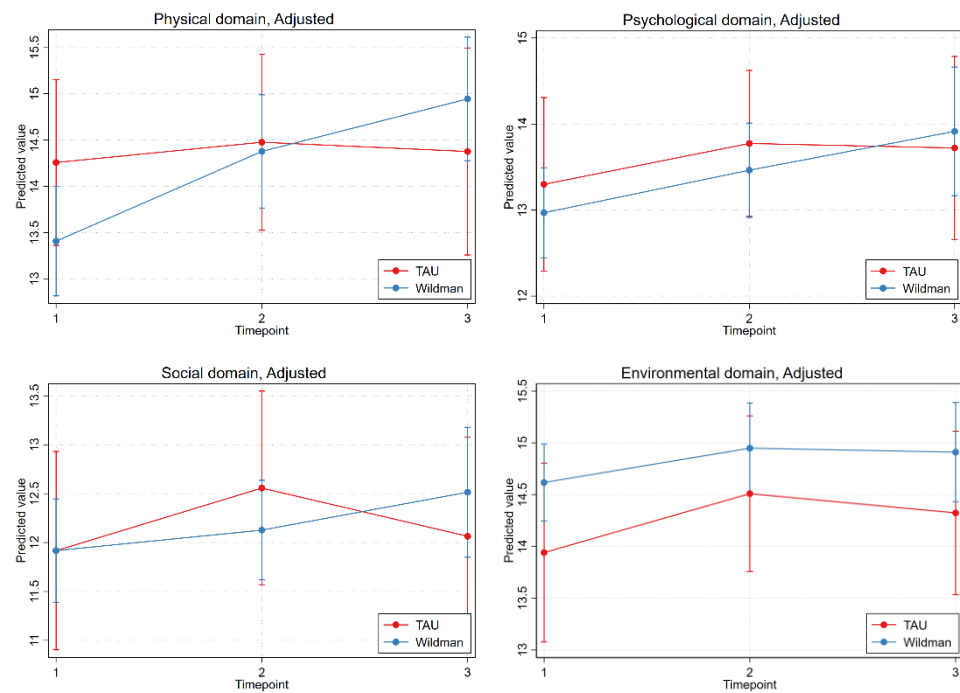 Physical domain, Adjusted
Predicted value
15.5
15
14.5
14
13.5
13
1
2
3
Timepoint
TAU
Wildman
Psychological domain, Adjusted
Predicted value
15
14
13
12
1
2
3
Timepoint
TAU
Wildman
Social domain, Adjusted
Predicted value
13.5
13
12.5
12
11.5
11
1
2
3
Timepoint
TAU
Wildman
Environmental domain, Adjusted
Predicted value
15.5
15
14.5
14
13.5
13
1
2
3
Timepoint
TAU
Wildman